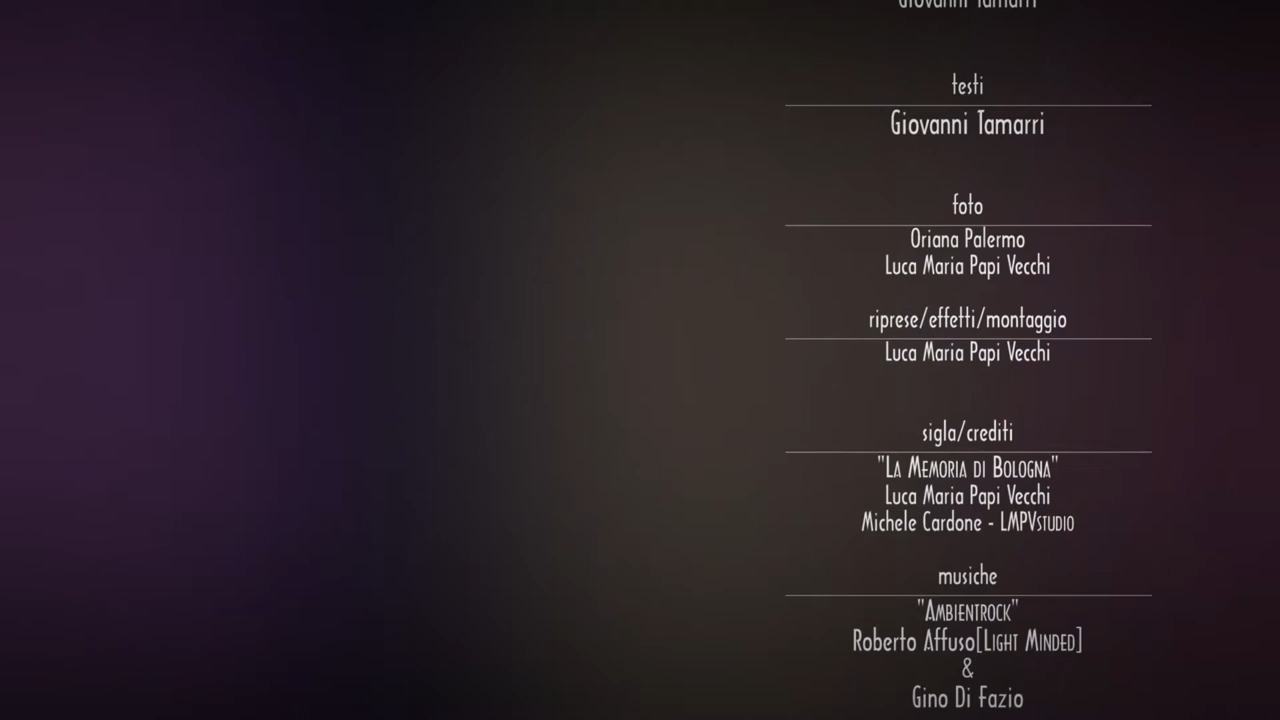 Giovanni Tamarri
testi
Giovanni Tamarri
foto
Oriana Palermo
Luca Maria Papi Vecchi
riprese/effetti/montaggio
Luca Maria Papi Vecchi
sigla/crediti
"La Memoria di Bologna"
Luca Maria Papi Vecchi
Michele Cardone - LMPVstudio
musiche
"Ambientrock"
Roberto Affuso[Light Minded]
&
Gino Di Fazio